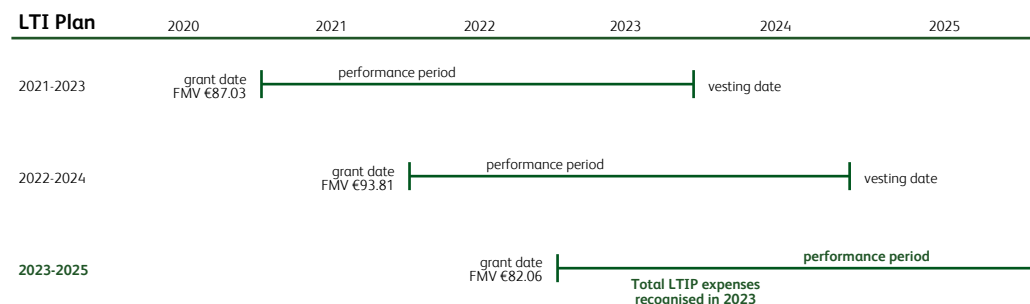 LTI Plan 2020 2021 2022 2023 2024 2025
2021-2023
grant date
FMV €87.03
performance period
vesting date
2022-2024
grant date
FMV €93.81
performance period
vesting date
2023-2025
grant date
FMV €82.06
performance period
Total LTIP expenses
recognised in 2023